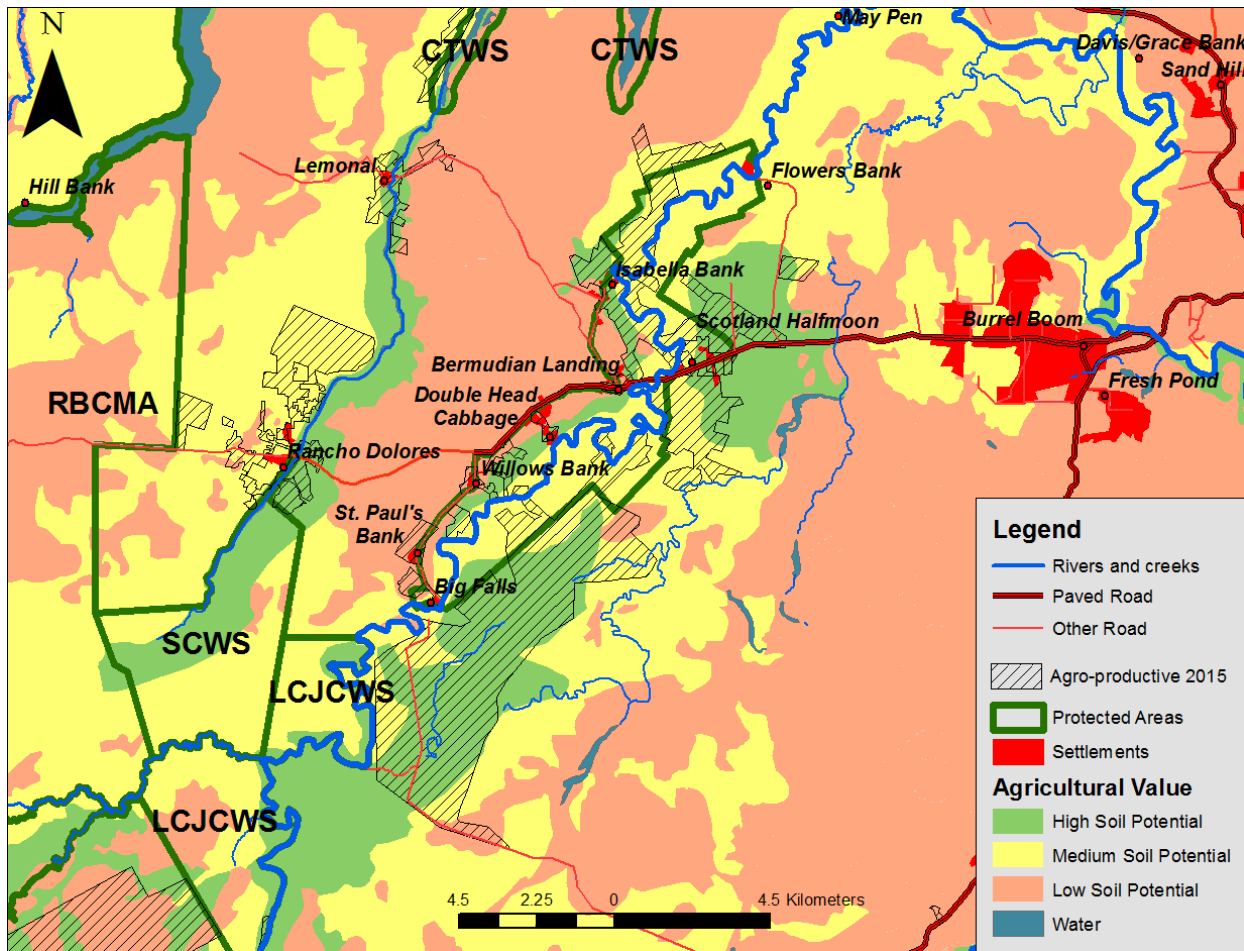 N
CTWS
CTWS
May Pen
Davis/Grace Bank
Sand Hill
Lemonal
Hill Bank
Flowers Bank
Isabella Bank
Scotland Halfmoon
Burrel Boom
Bermudian Landing
Double Head
Cabbage
Fresh Pond
RBCMA
Rancho Dolores
Willows Bank
St. Paul's
Bank
Big Falls
SCWS
LCJCWS
LCJCWS
Legend
Rivers and creeks
Paved Road
Other Road
Agro-productive 2015
Protected Areas
Settlements
Agricultural Value
High Soil Potential
Medium Soil Potential
Low Soil Potential
Water
4.5 2.25 0 4.5 Kilometers